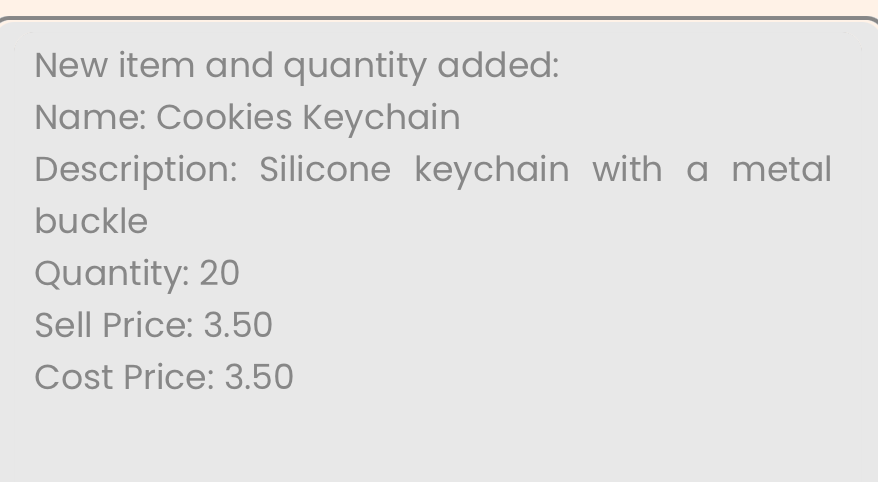 New item and quantity added:
Name: Cookies Keychain
Description: Silicone keychain with a metal
buckle
Quantity: 20
Sell Price: 3.50
Cost Price: 3.50